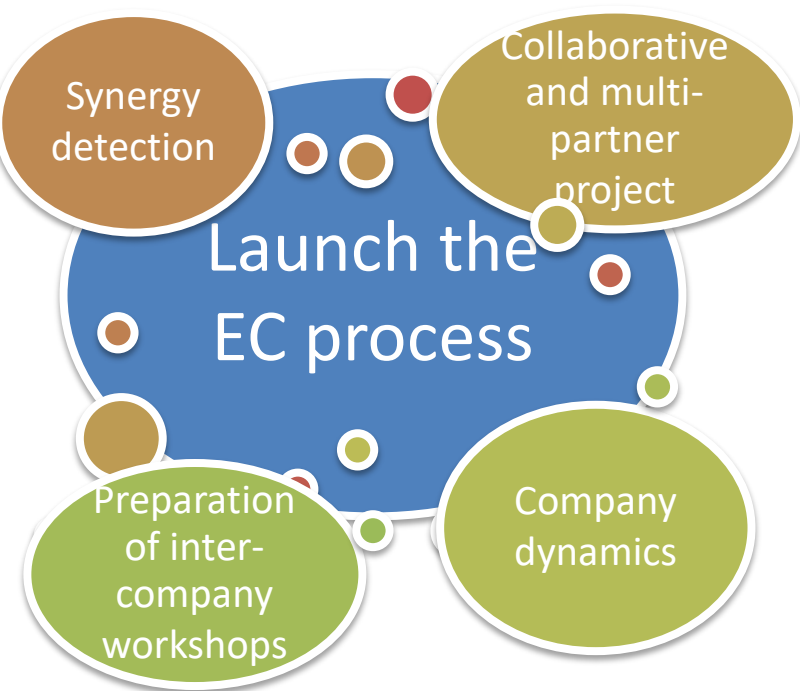 Synergy
detection
Collaborative
and multi-
partner
project
Launch the
EC process
Preparation
of inter-
company
workshops
Company
dynamics